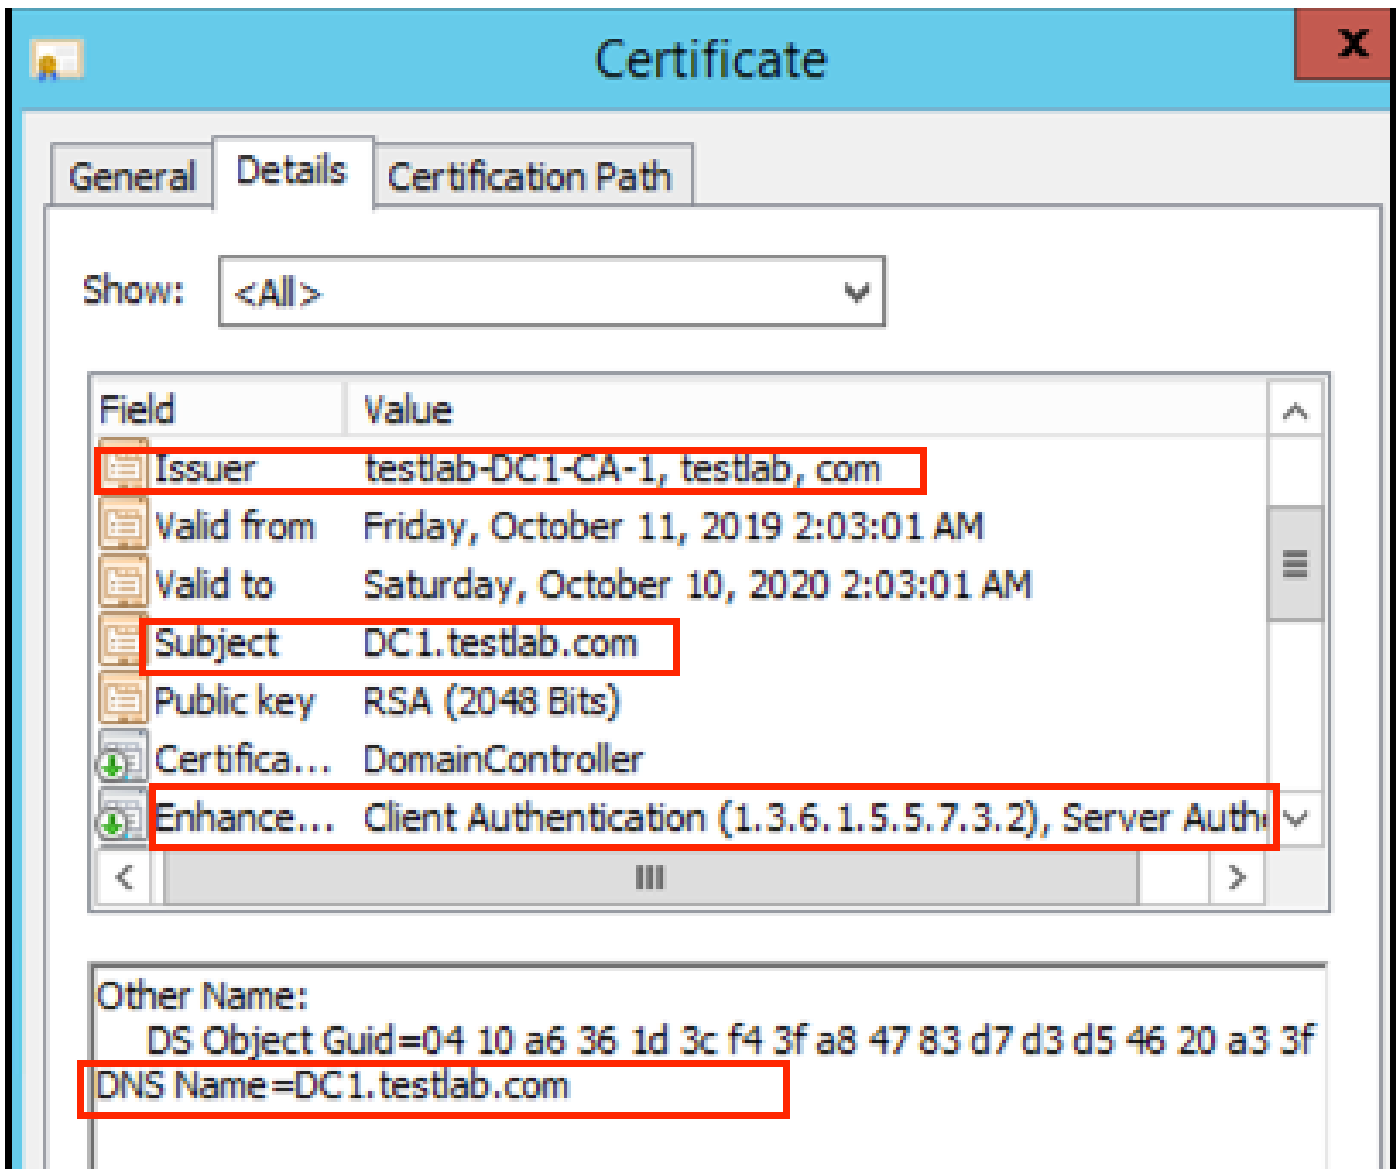 Certificate
x
General Details Certification Path
Show: <All>
Field Value
Issuer testlab-DC1-CA-1, testlab, com
Valid from Friday, October 11, 2019 2:03:01 AM
Valid to Saturday, October 10, 2020 2:03:01 AM
Subject DC1.testlab.com
Public key RSA (2048 Bits)
Certifica... DomainController
Enhance... Client Authentication (1.3.6.1.5.5.7.3.2), Server Authe
Other Name:
DS Object Guid=04 10 a6 36 1d 3c f4 3f a8 47 83 d7 d3 d5 46 20 a3 3f
DNS Name=DC1.testlab.com